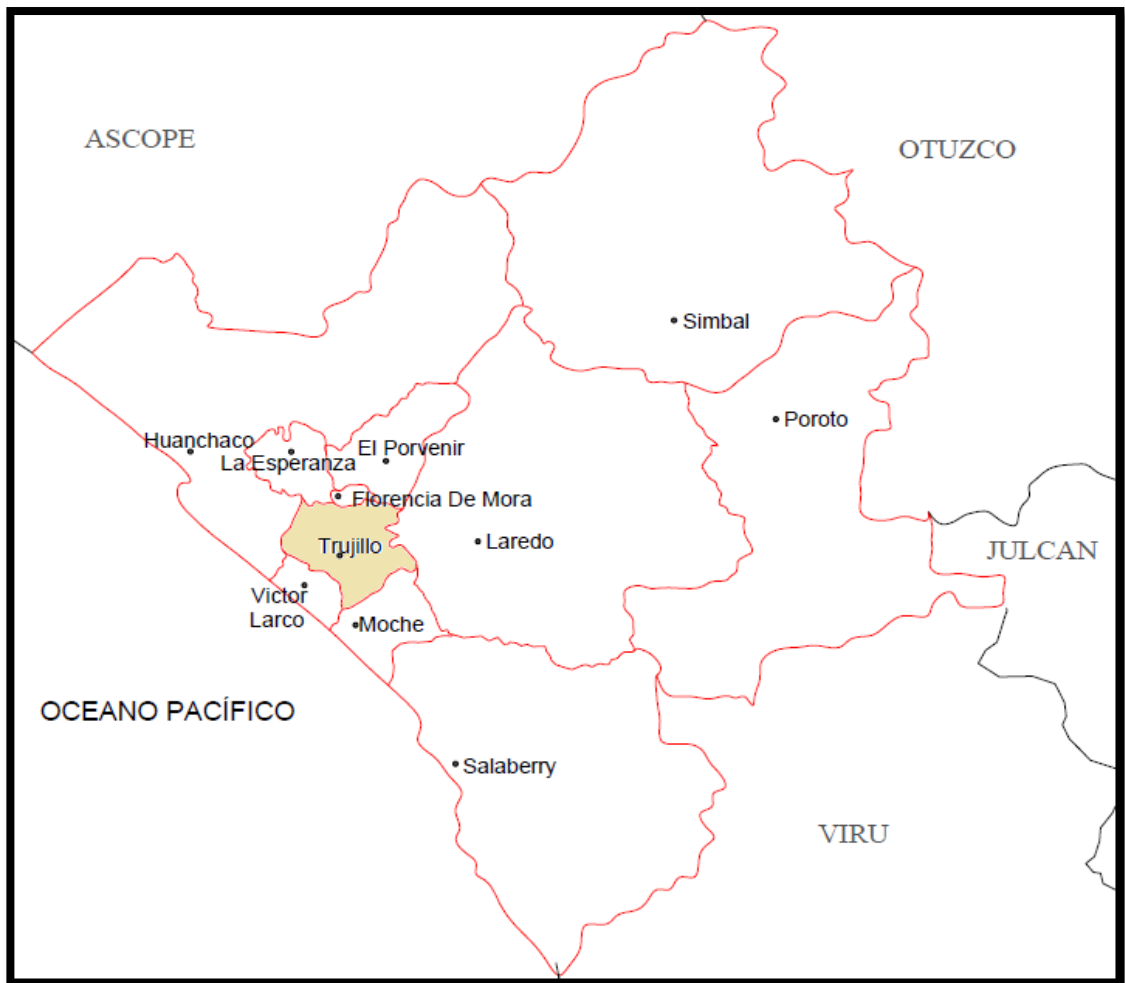 ASCOPE
OTUZCO
Simbal
Poroto
Huanchaco
El Porvenir
La Esperanza
Florencia De Mora
Laredo
Trujillo
JULCAN
Victor
Larco
Moche
OCEANO PACÍFICO
Salaberry
VIRU